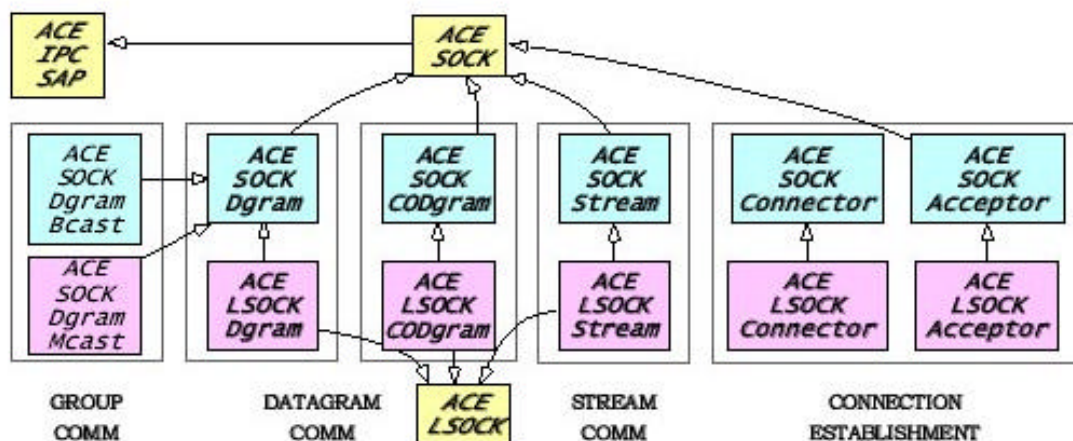 ACE
IPC
SAP
ACE
SOCK
ACE
SOCK
Dgram
Bcast
ACE
SOCK
Dgram
Mcast
ACE
SOCK
Dgram
ACE
LSOCK
Dgram
ACE
SOCK
CODgram
ACE
LSOCK
CODgram
ACE
SOCK
Stream
ACE
LSOCK
Stream
ACE
SOCK
Connector
ACE
LSOCK
Connector
ACE
SOCK
Acceptor
ACE
LSOCK
Acceptor
ACE
LSOCK
GROUP
COMM
DATAGRAM
COMM
STREAM
COMM
CONNECTION
ESTABLISHMENT